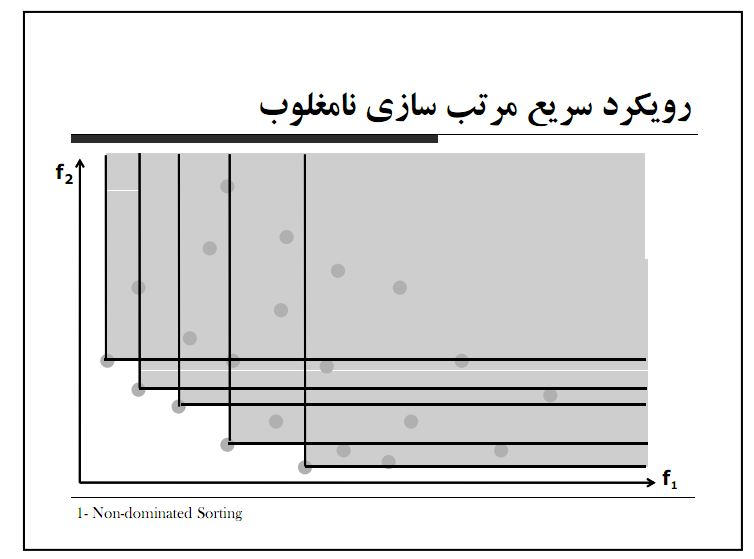 رویکرد سریع مرتب سازی نامغلوب
f2
f1
1- Non-dominated Sorting